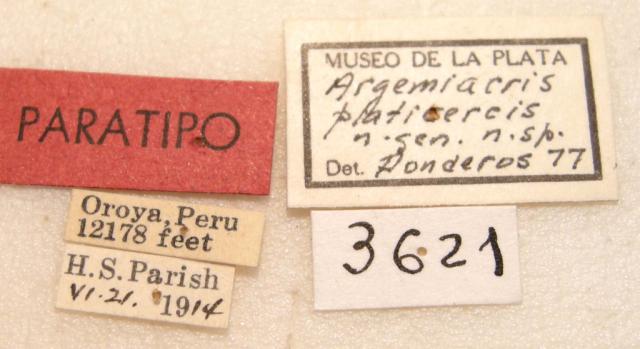 PARATIPO
Oroya, Peru
12178 feet
H.S. Parish
VI. 21. 1914
MUSEO DE LA PLATA
Argemiacris
platicercis
n. gen. n. sp.
Det. Donderos 77
3621